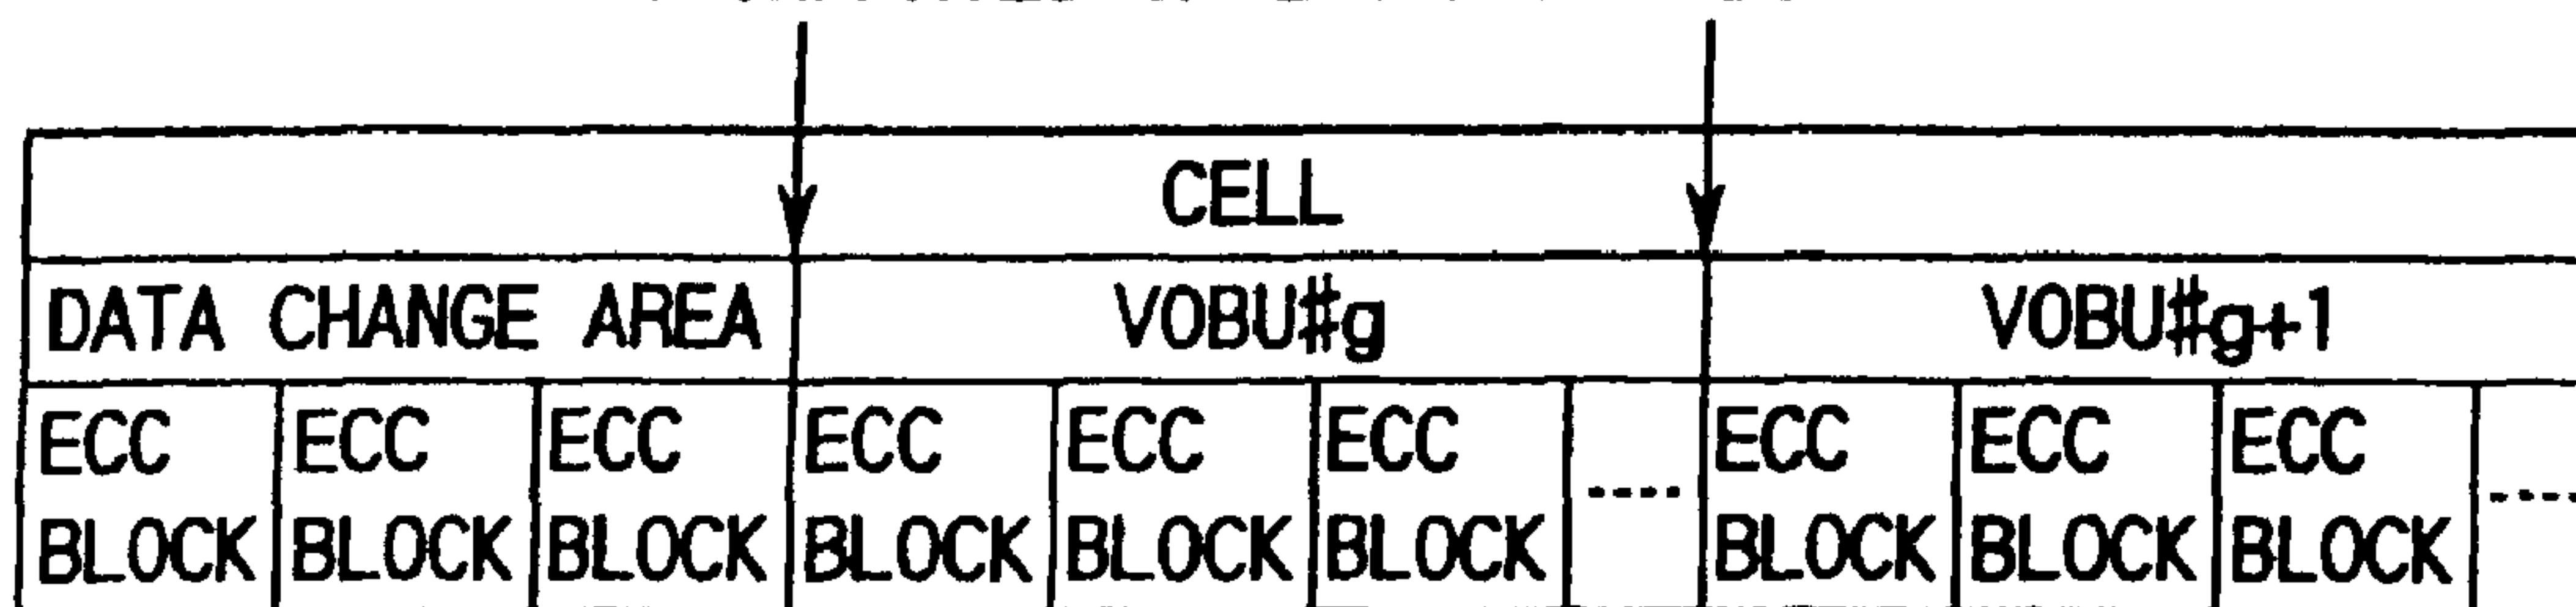 CELL
DATA CHANGE AREA VOBU#g VOBU#g+1
ECC ECC ECC ECC ECC ECC ---- ECC ECC ECC ----
BLOCK BLOCK BLOCK BLOCK BLOCK BLOCK BLOCK BLOCK BLOCK